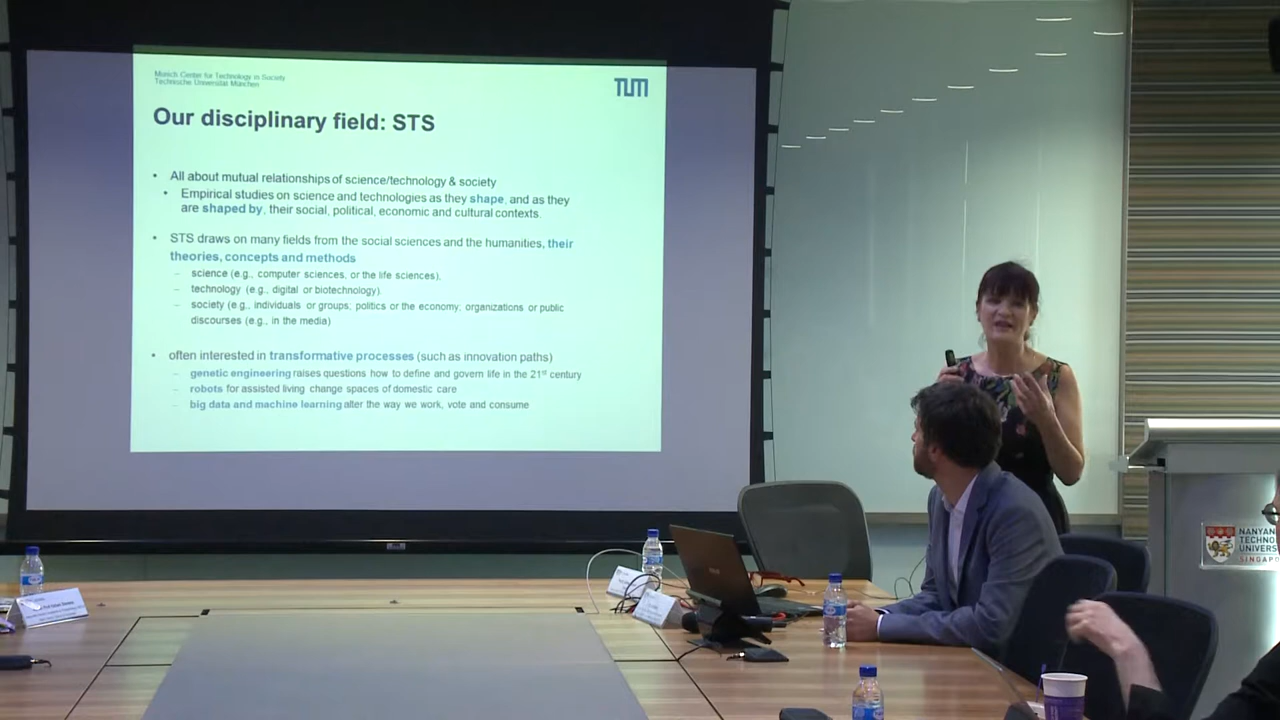 Munich Center for Technology in Society
Technische Universität München
TUM
Our disciplinary field: STS
• All about mutual relationships of science/technology & society
• Empirical studies on science and technologies as they shape, and as they
are shaped by, their social, political, economic and cultural contexts.
• STS draws on many fields from the social sciences and the humanities, their
theories, concepts and methods
– science (e.g., computer sciences, or the life sciences),
– technology (e.g., digital or biotechnology),
– society (e.g., individuals or groups; politics or the economy; organizations or public
discourses (e.g., in the media)
• often interested in transformative processes (such as innovation paths)
– genetic engineering raises questions how to define and govern life in the 21st century
– robots for assisted living change spaces of domestic care
– big data and machine learning alter the way we work, vote and consume
NANYAN
TECHNO
UNIVERS
SINGAPO